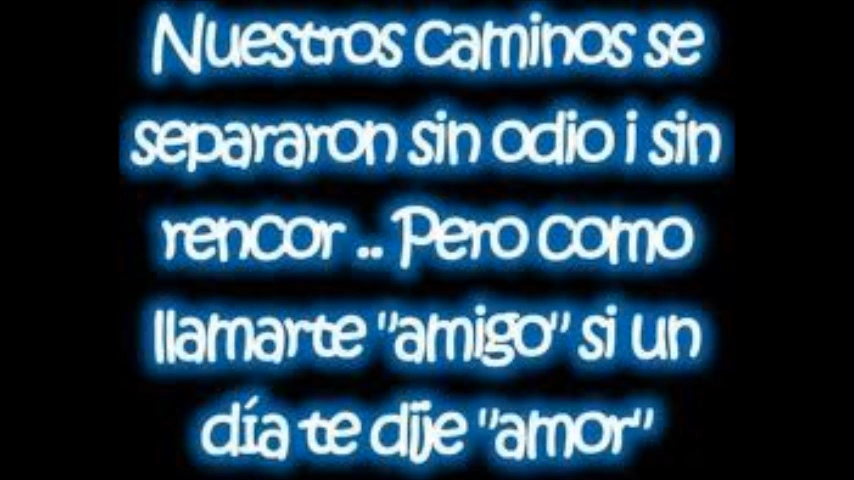 Nuestros caminos se
separaron sin odio i sin
rencor .. Pero como
llamarte "amigo" si un
día te dije "amor"